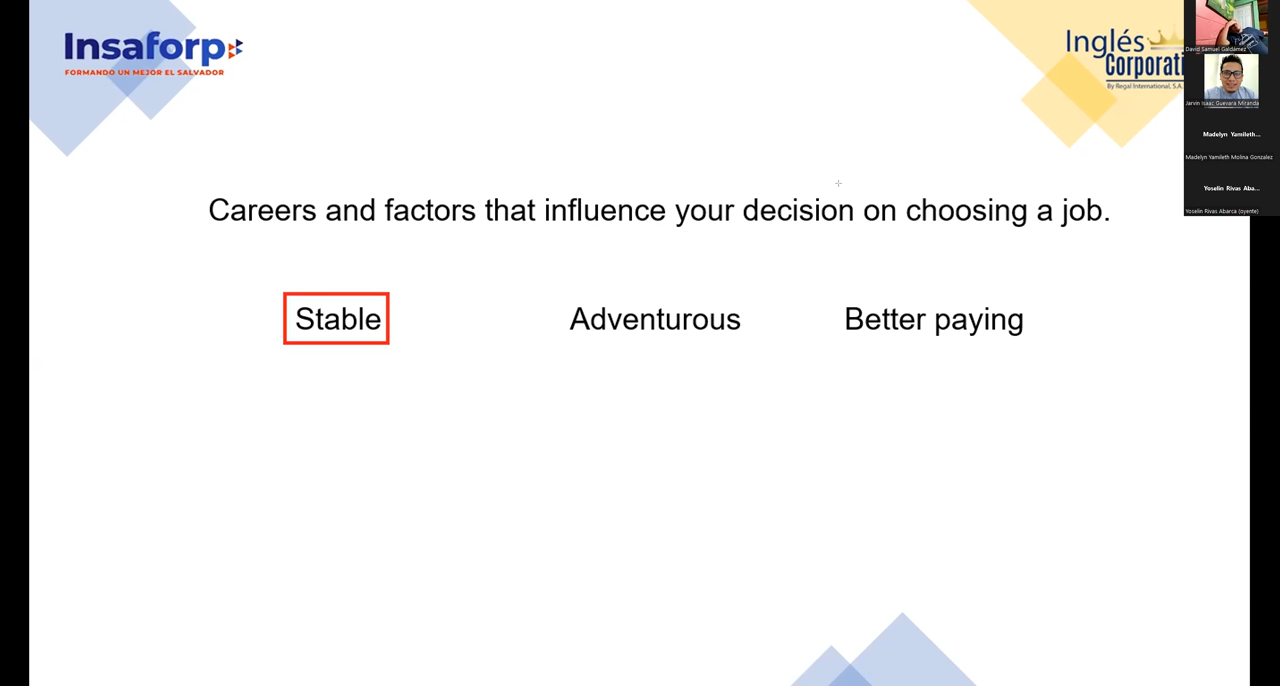 Insaforp
FORMANDO UN MEJOR EL SALVADOR
Inglés
Corporati
By Regal International, S.A.
David Samuel Galdámez
Jarvin Isaac Guevara Miranda
Madelyn Yamileth...
Madelyn Yamileth Molina Gonzalez
Yoselin Rivas Aba...
Yoselin Rivas Abarca (oyente)
Careers and factors that influence your decision on choosing a job.
Stable
Adventurous
Better paying